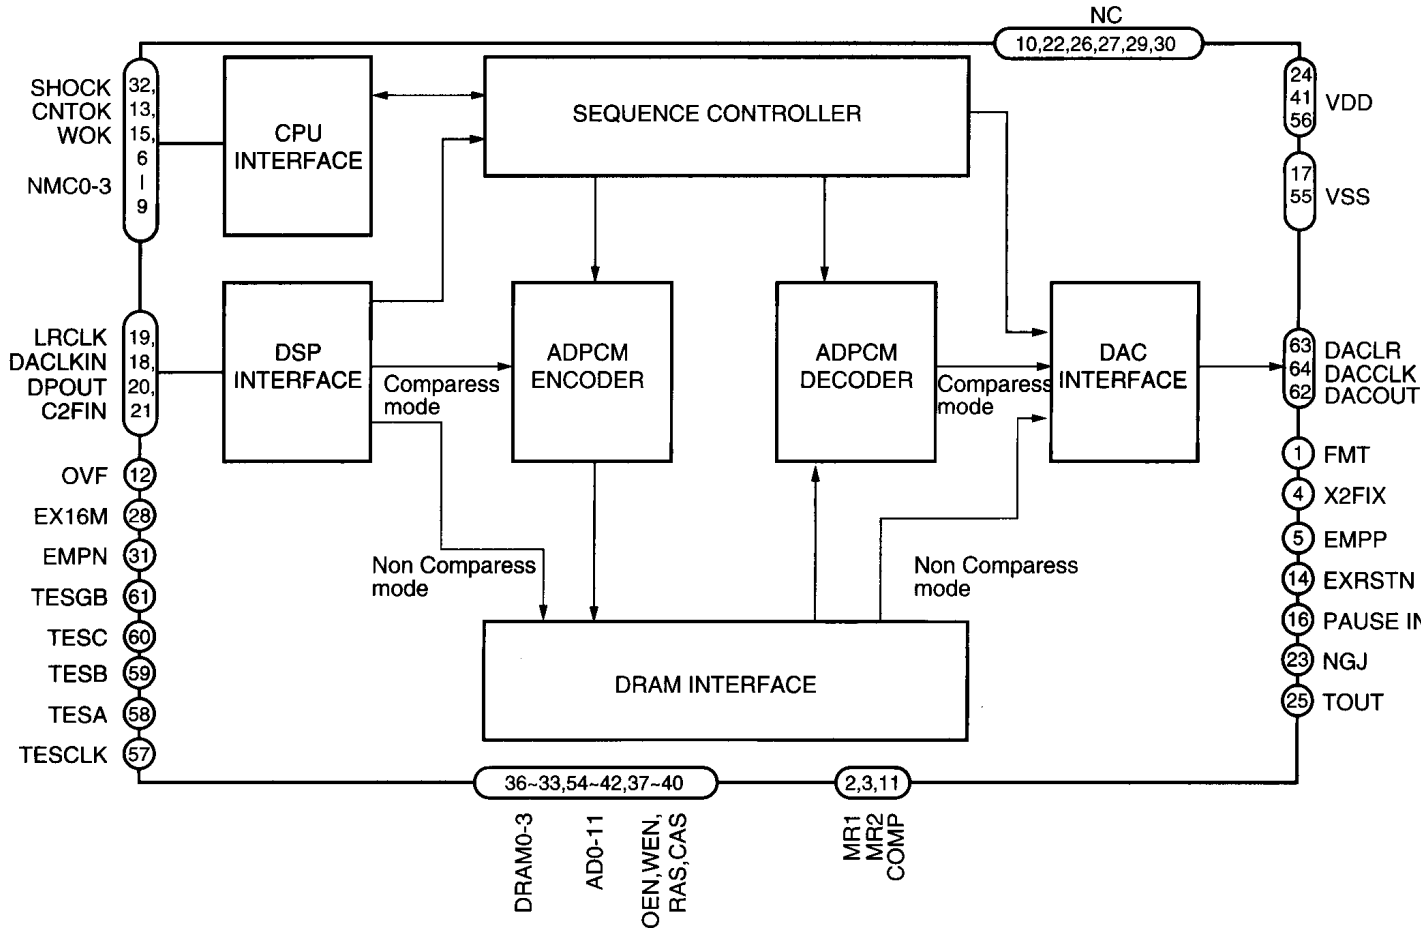 NC
10,22,26,27,29,30
SHOCK
CNTOK
WOK
NMC0-3
32,
13,
15,
6
9
CPU
INTERFACE
SEQUENCE CONTROLLER
24
41
56
VDD
17
55
VSS
LRCLK
DACLKIN
DPOUT
C2FIN
19,
18,
20,
21
DSP
INTERFACE
Comparess
mode
ADPCM
ENCODER
ADPCM
DECODER
Comparess
mode
DAC
INTERFACE
63
64
62
DACLR
DACCLK
DACOUT
OVF
12
EX16M
28
EMPN
31
TESGB
61
TESC
60
TESB
59
TESA
58
TESCLK
57
Non Comparess
mode
Non Comparess
mode
DRAM INTERFACE
1
FMT
4
X2FIX
5
EMPP
14
EXRSTN
16
PAUSE IN
23
NGJ
25
TOUT
36~33,54~42,37~40
2,3,11
DRAM0-3
AD0-11
OEN,WEN,
RAS,CAS
MR1
MR2
COMP